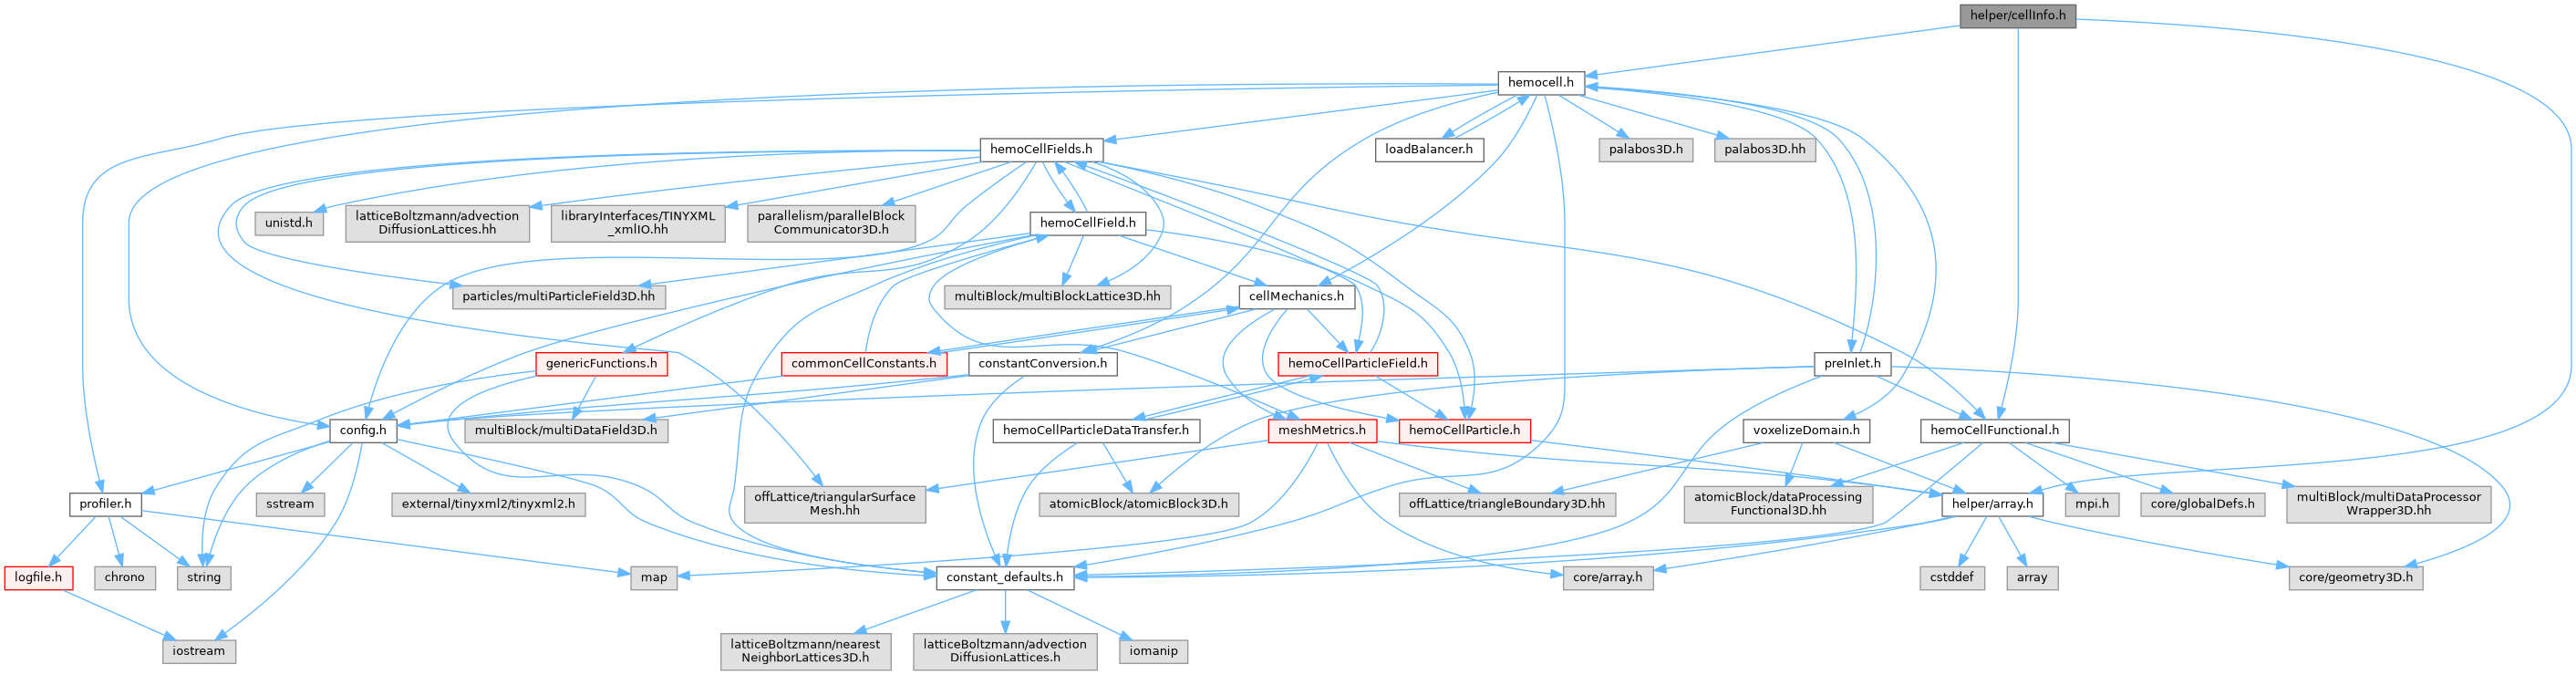 helper/cellInfo.h
hemocell.h
hemoCellFields.h
loadBalancer.h
palabos3D.h
palabos3D.hh
unistd.h
latticeBoltzmann/advection
DiffusionLattices.hh
libraryInterfaces/TINYXML
_xmlIO.hh
parallelism/parallelBlock
Communicator3D.h
hemoCellField.h
particles/multiParticleField3D.hh
multiBlock/multiBlockLattice3D.hh
cellMechanics.h
genericFunctions.h
commonCellConstants.h
constantConversion.h
hemoCellParticleField.h
preInlet.h
config.h
multiBlock/multiDataField3D.h
hemoCellParticleDataTransfer.h
meshMetrics.h
hemoCellParticle.h
voxelizeDomain.h
hemoCellFunctional.h
profiler.h
sstream
external/tinyxml2/tinyxml2.h
offLattice/triangularSurface
Mesh.hh
atomicBlock/atomicBlock3D.h
offLattice/triangleBoundary3D.hh
atomicBlock/dataProcessing
Functional3D.hh
helper/array.h
mpi.h
core/globalDefs.h
multiBlock/multiDataProcessor
Wrapper3D.hh
logfile.h
chrono
string
map
constant_defaults.h
core/array.h
cstddef
array
core/geometry3D.h
iostream
latticeBoltzmann/nearest
NeighborLattices3D.h
latticeBoltzmann/advection
DiffusionLattices.h
iomanip